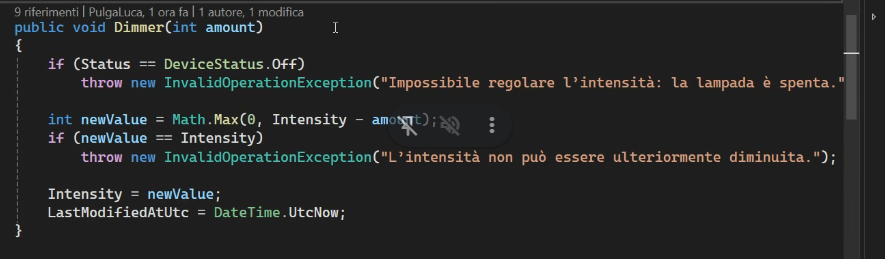 9 riferimenti | PulgaLuca, 1 ora fa | 1 autore, 1 modifica
public void Dimmer(int amount)
{
if (Status == DeviceStatus.Off)
throw new InvalidOperationException("Impossibile regolare l’intensità: la lampada è spenta."
int newValue = Math.Max(0, Intensity - amount);
if (newValue == Intensity)
throw new InvalidOperationException("L’intensità non può essere ulteriormente diminuita.");
Intensity = newValue;
LastModifiedAtUtc = DateTime.UtcNow;
}